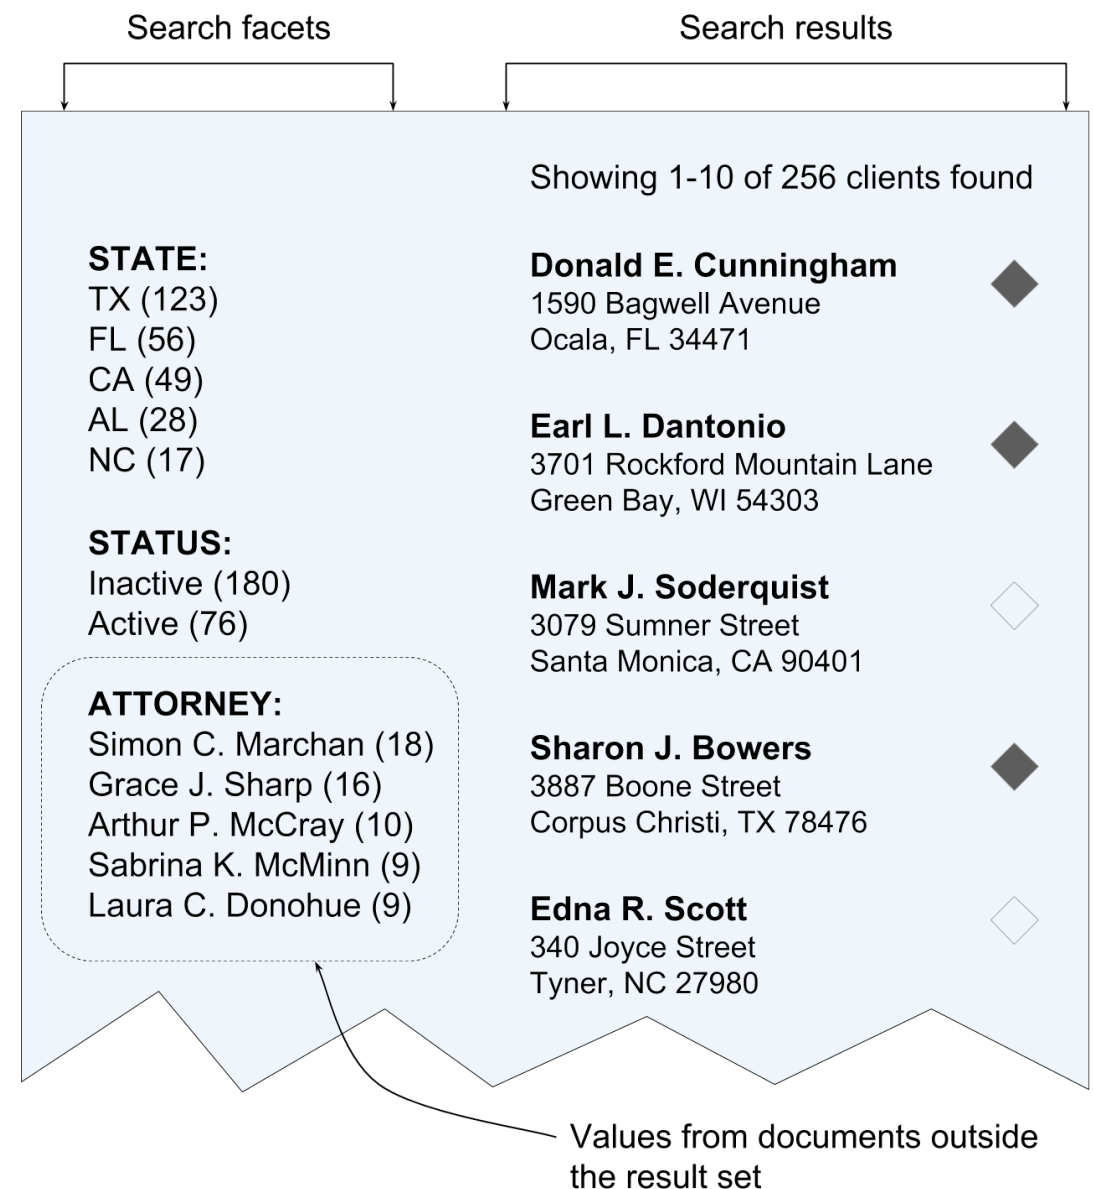 Search facets
Search results
Showing 1-10 of 256 clients found
STATE:
TX (123)
FL (56)
CA (49)
AL (28)
NC (17)
STATUS:
Inactive (180)
Active (76)
ATTORNEY:
Simon C. Marchan (18)
Grace J. Sharp (16)
Arthur P. McCray (10)
Sabrina K. McMinn (9)
Laura C. Donohue (9)
Donald E. Cunningham
1590 Bagwell Avenue
Ocala, FL 34471
Earl L. Dantonio
3701 Rockford Mountain Lane
Green Bay, WI 54303
Mark J. Soderquist
3079 Sumner Street
Santa Monica, CA 90401
Sharon J. Bowers
3887 Boone Street
Corpus Christi, TX 78476
Edna R. Scott
340 Joyce Street
Tyner, NC 27980
Values from documents outside
the result set